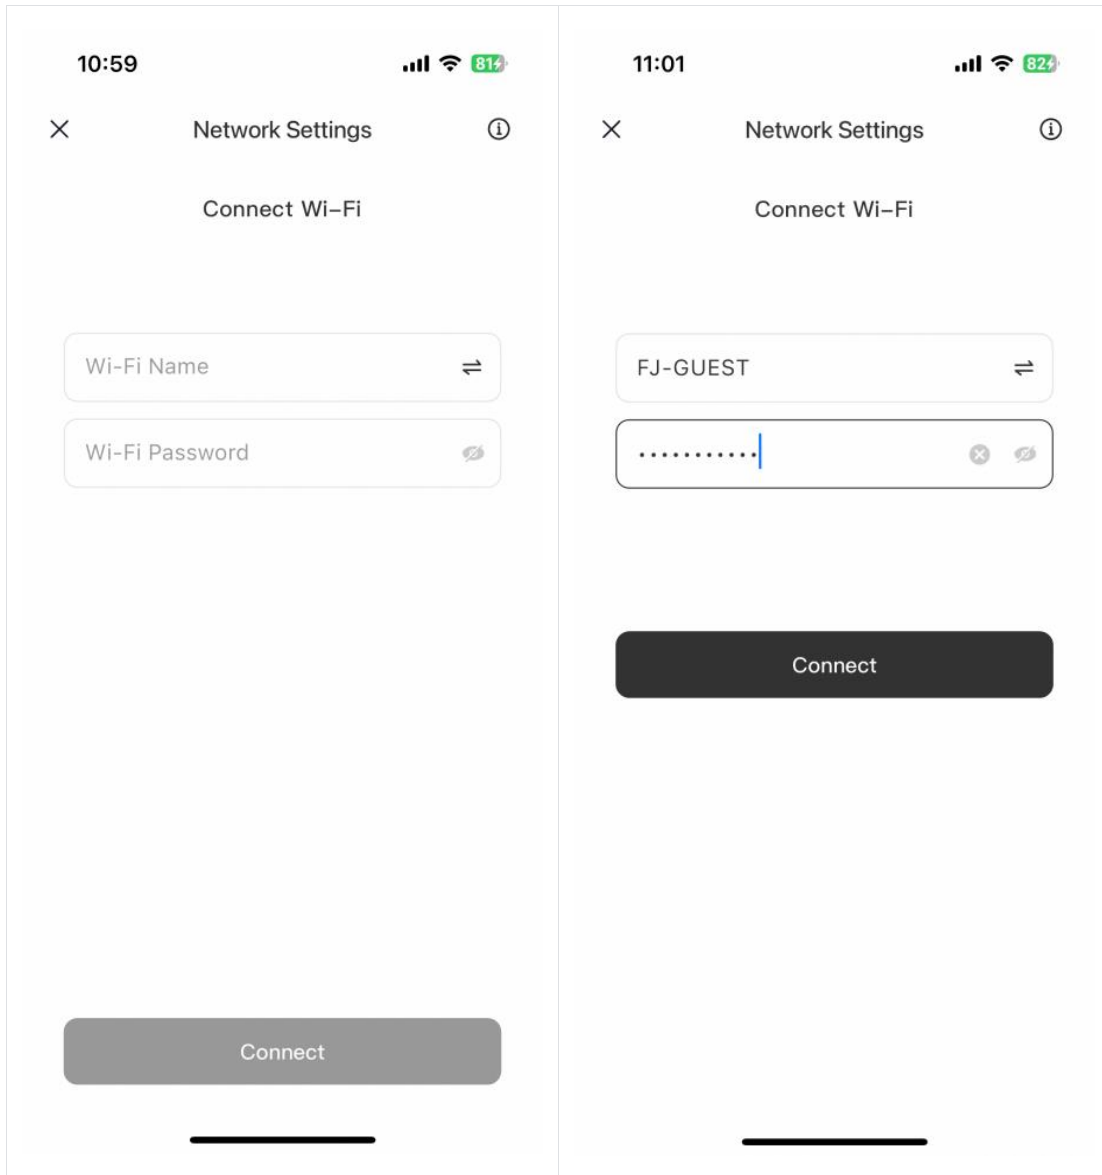 10:59
81
Network Settings
Connect Wi-Fi
Wi-Fi Name
Wi-Fi Password
Connect
11:01
82
Network Settings
Connect Wi-Fi
FJ-GUEST
•••••••••••
Connect